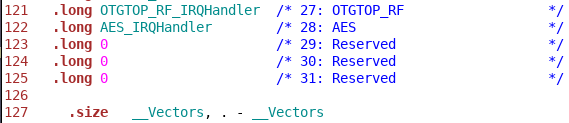 121 .long OTGTOP_RF_IRQHandler /* 27: OTGTOP_RF */
122 .long AES_IRQHandler /* 28: AES */
123 .long 0 /* 29: Reserved */
124 .long 0 /* 30: Reserved */
125 .long 0 /* 31: Reserved */
126
127 .size __Vectors, . - __Vectors